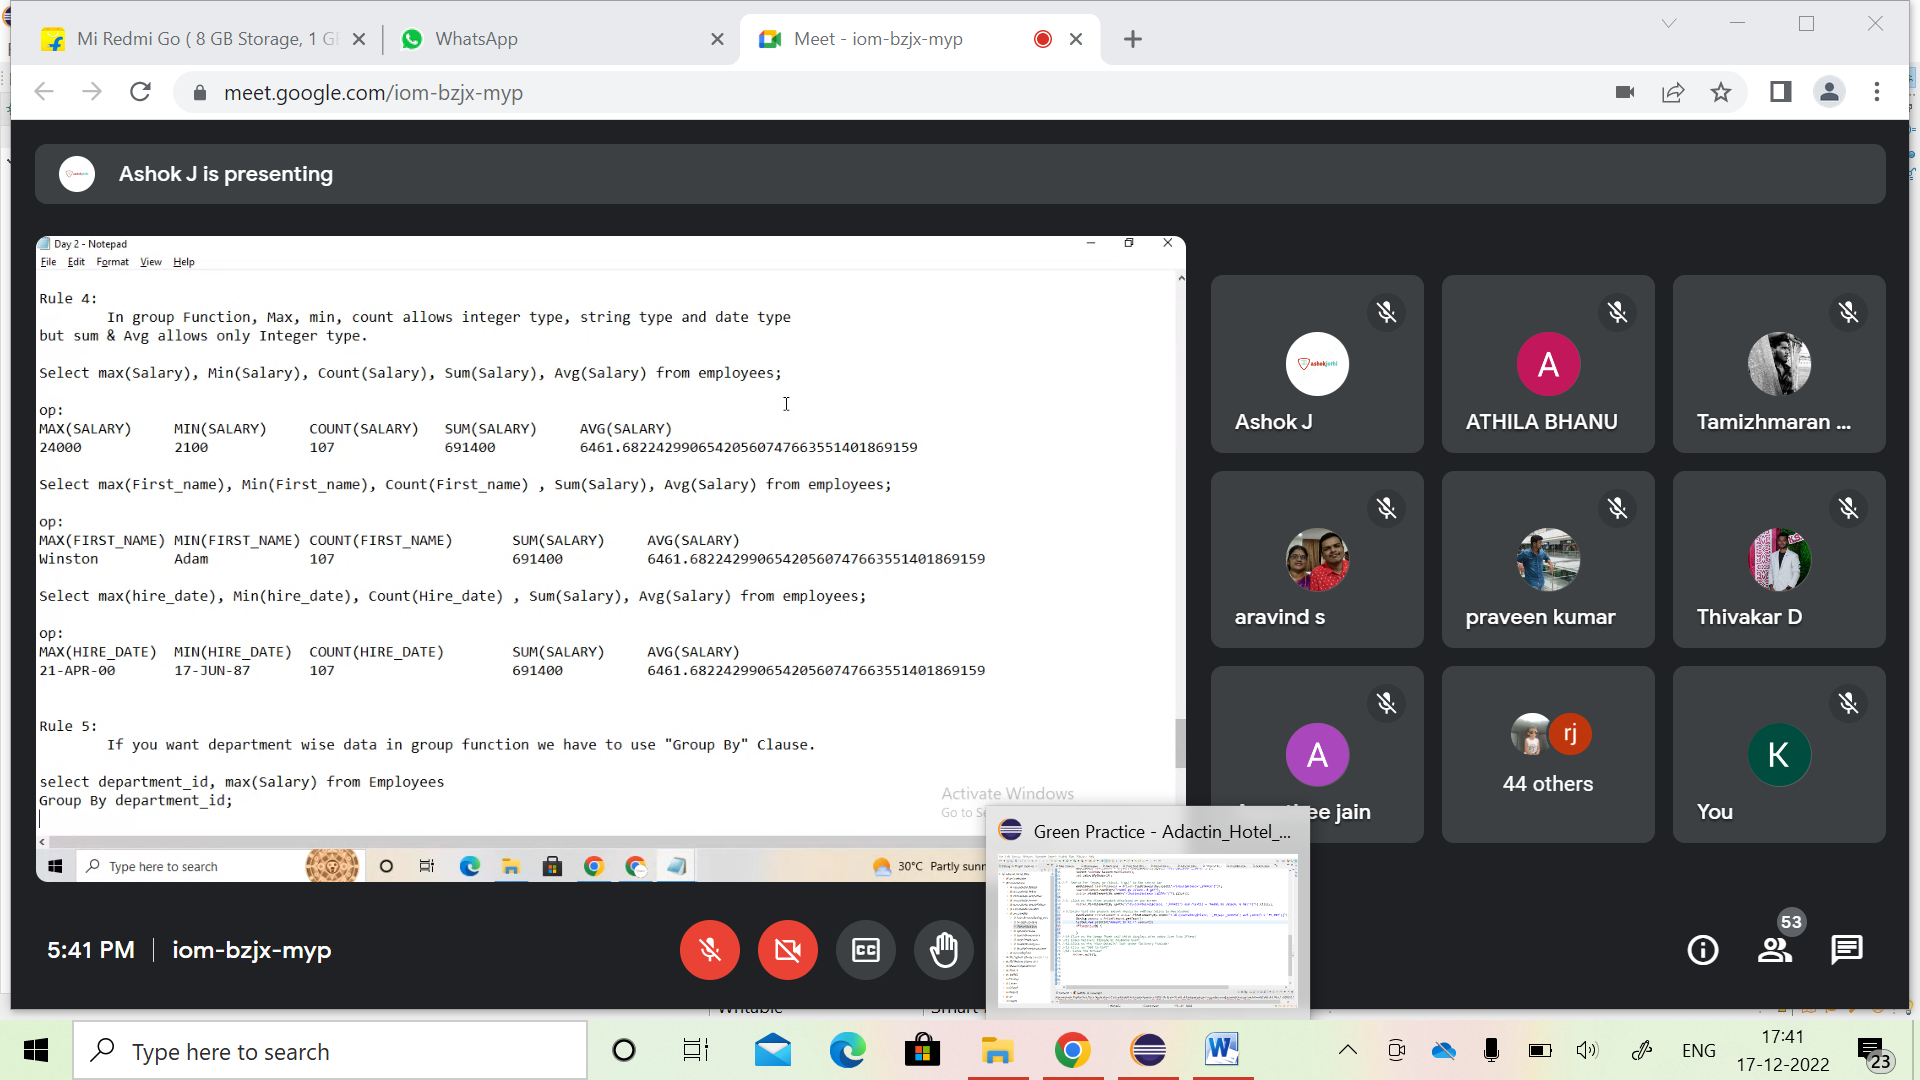 Mi Redmi Go ( 8 GB Storage, 1 G
WhatsApp
Meet - iom-bzjx-myp
meet.google.com/iom-bzjx-myp
Ashok J is presenting
Day 2 - Notepad
File Edit Format View Help
Rule 4:
In group Function, Max, min, count allows integer type, string type and date type
but sum & Avg allows only Integer type.
Select max(Salary), Min(Salary), Count(Salary), Sum(Salary), Avg(Salary) from employees;
op:
MAX(SALARY) MIN(SALARY) COUNT(SALARY) SUM(SALARY) AVG(SALARY)
24000 2100 107 691400 6461.68224299065420560747663551401869159
Select max(First_name), Min(First_name), Count(First_name) , Sum(Salary), Avg(Salary) from employees;
op:
MAX(FIRST_NAME) MIN(FIRST_NAME) COUNT(FIRST_NAME) SUM(SALARY) AVG(SALARY)
Winston Adam 107 691400 6461.68224299065420560747663551401869159
Select max(hire_date), Min(hire_date), Count(Hire_date) , Sum(Salary), Avg(Salary) from employees;
op:
MAX(HIRE_DATE) MIN(HIRE_DATE) COUNT(HIRE_DATE) SUM(SALARY) AVG(SALARY)
21-APR-00 17-JUN-87 107 691400 6461.68224299065420560747663551401869159
Rule 5:
If you want department wise data in group function we have to use "Group By" Clause.
select department_id, max(Salary) from Employees
Group By department_id;
Activate Windows
Go to S
Type here to search
30°C Partly sunn
Ashok J
A
ATHILA BHANU
Tamizhmaran ...
aravind s
praveen kumar
Thivakar D
A
ee jain
rj
44 others
K
You
Green Practice - Adactin_Hotel_...
5:41 PM
iom-bzjx-myp
CC
53
Type here to search
ENG
17:41
17-12-2022
23